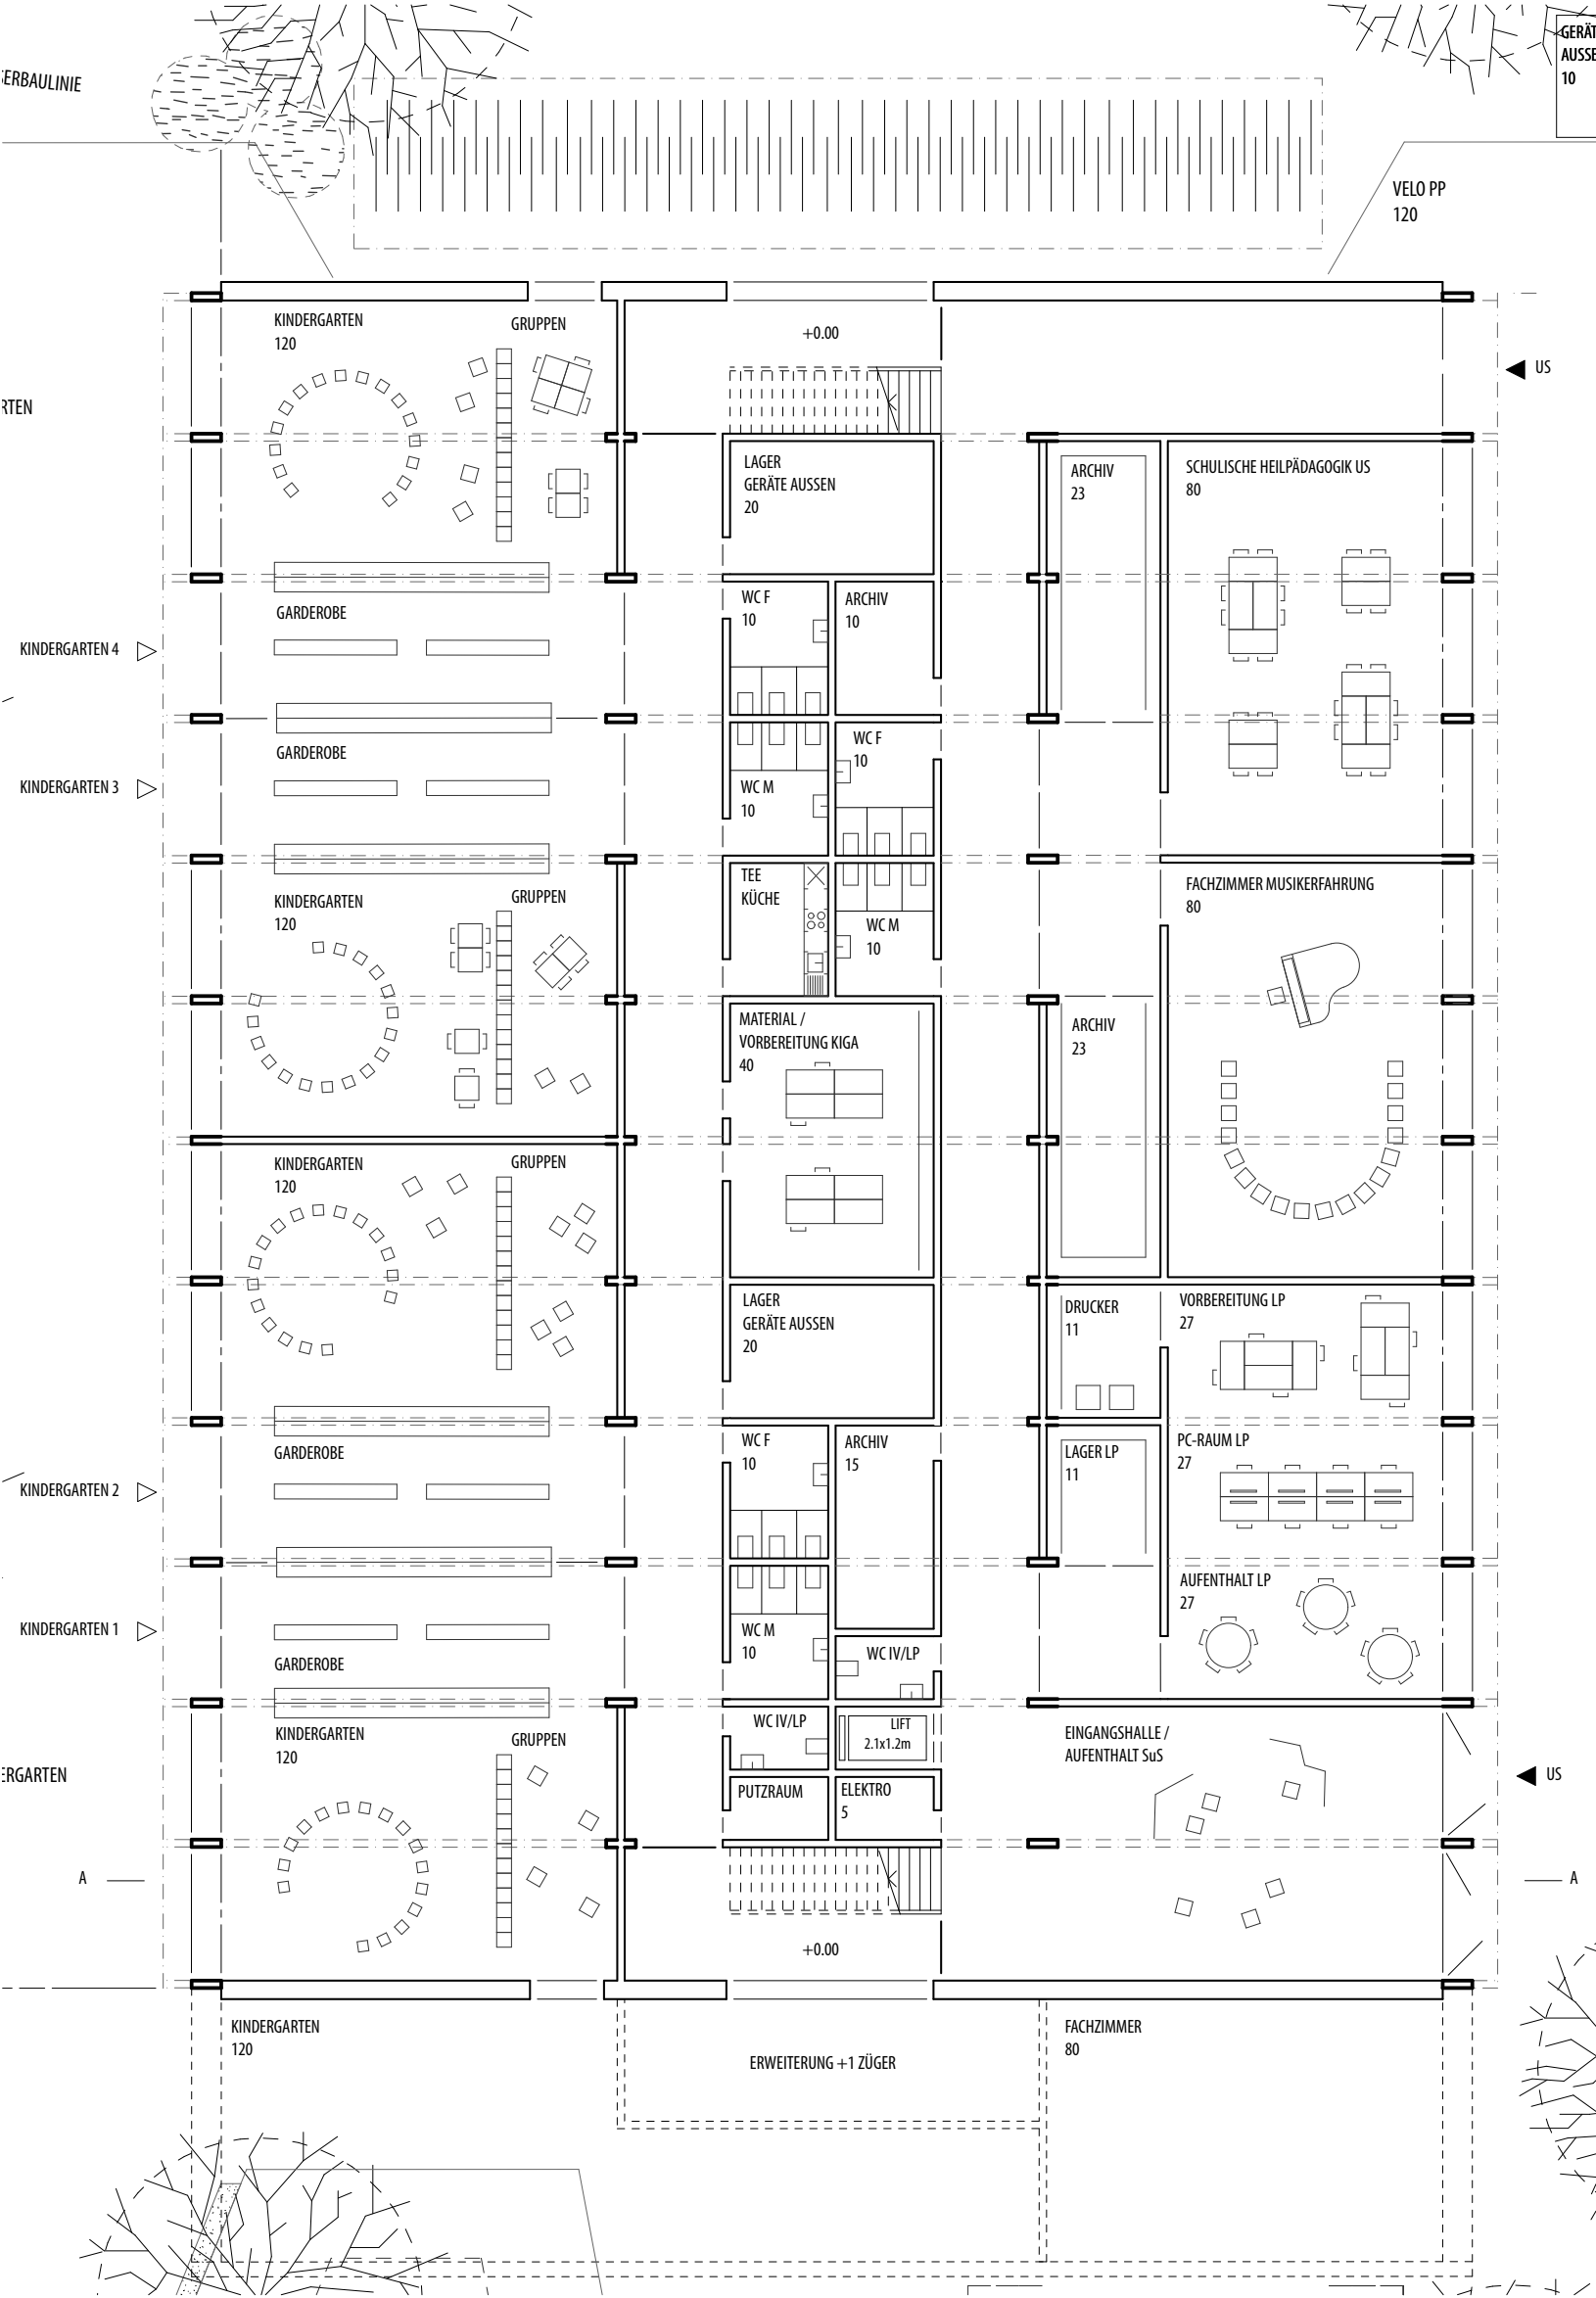 ERBAULINIE
GERÄT
AUSSE
10
VELO PP
120
KINDERGARTEN
120
GRUPPEN
+0.00
US
RTEN
LAGER
GERÄTE AUSSEN
20
ARCHIV
23
SCHULISCHE HEILPÄDAGOGIK US
80
GARDEROBE
WC F
10
ARCHIV
10
KINDERGARTEN 4
GARDEROBE
WC F
10
KINDERGARTEN 3
WC M
10
KINDERGARTEN
120
GRUPPEN
TEE
KÜCHE
WC M
10
FACHZIMMER MUSIKERFAHRUNG
80
MATERIAL /
VORBEREITUNG KIGA
40
ARCHIV
23
KINDERGARTEN
120
GRUPPEN
LAGER
GERÄTE AUSSEN
20
DRUCKER
11
VORBEREITUNG LP
27
GARDEROBE
WC F
10
ARCHIV
15
LAGER LP
11
PC-RAUM LP
27
KINDERGARTEN 2
AUFENTHALT LP
27
KINDERGARTEN 1
GARDEROBE
WC M
10
WC IV/LP
KINDERGARTEN
120
GRUPPEN
WC IV/LP
LIFT
2.1x1.2m
EINGANGSHALLE /
AUFENTHALT SuS
ERGARTEN
PUTZRAUM
ELEKTRO
5
US
A
A
+0.00
KINDERGARTEN
120
ERWEITERUNG +1 ZÜGER
FACHZIMMER
80